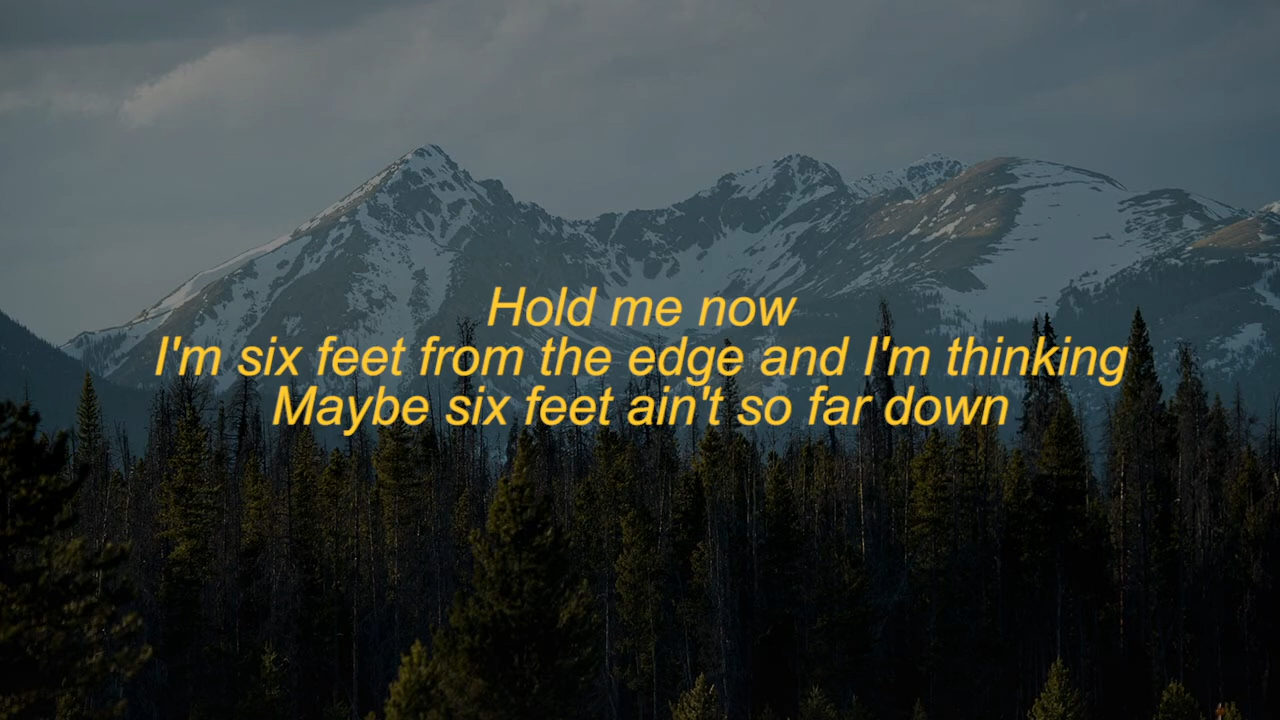 Hold me now
I'm six feet from the edge and I'm thinking
Maybe six feet ain't so far down